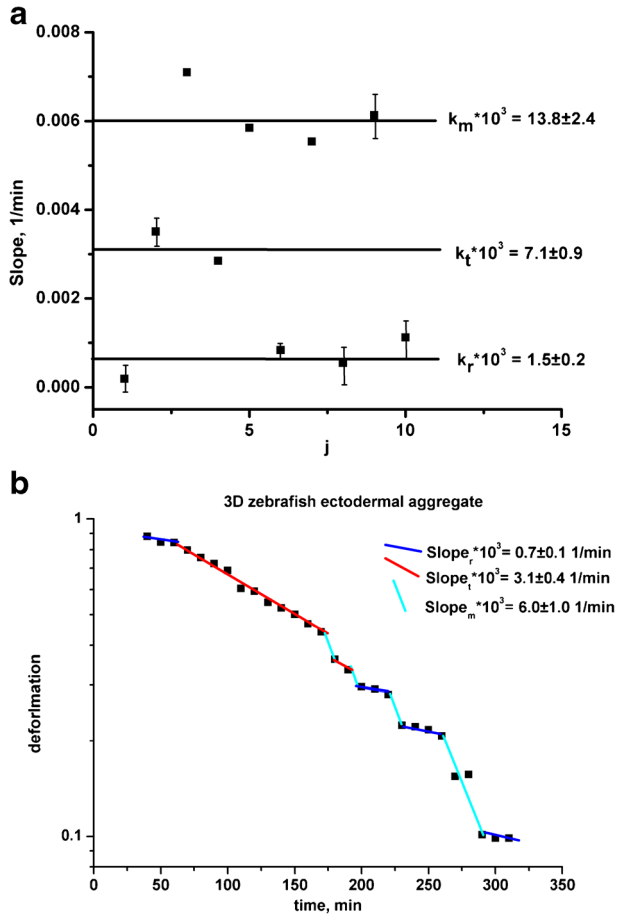 a
0.008
0.006
0.004
0.002
0.000
Slope, 1/min
k_m*10^3 = 13.8±2.4
k_t*10^3 = 7.1±0.9
k_r*10^3 = 1.5±0.2
0 5 10 15
j
b
3D zebrafish ectodermal aggregate
1
0.1
deforlmation
Slope_r*10^3 = 0.7±0.1 1/min
Slope_t*10^3 = 3.1±0.4 1/min
Slope_m*10^3 = 6.0±1.0 1/min
0 50 100 150 200 250 300 350
time, min